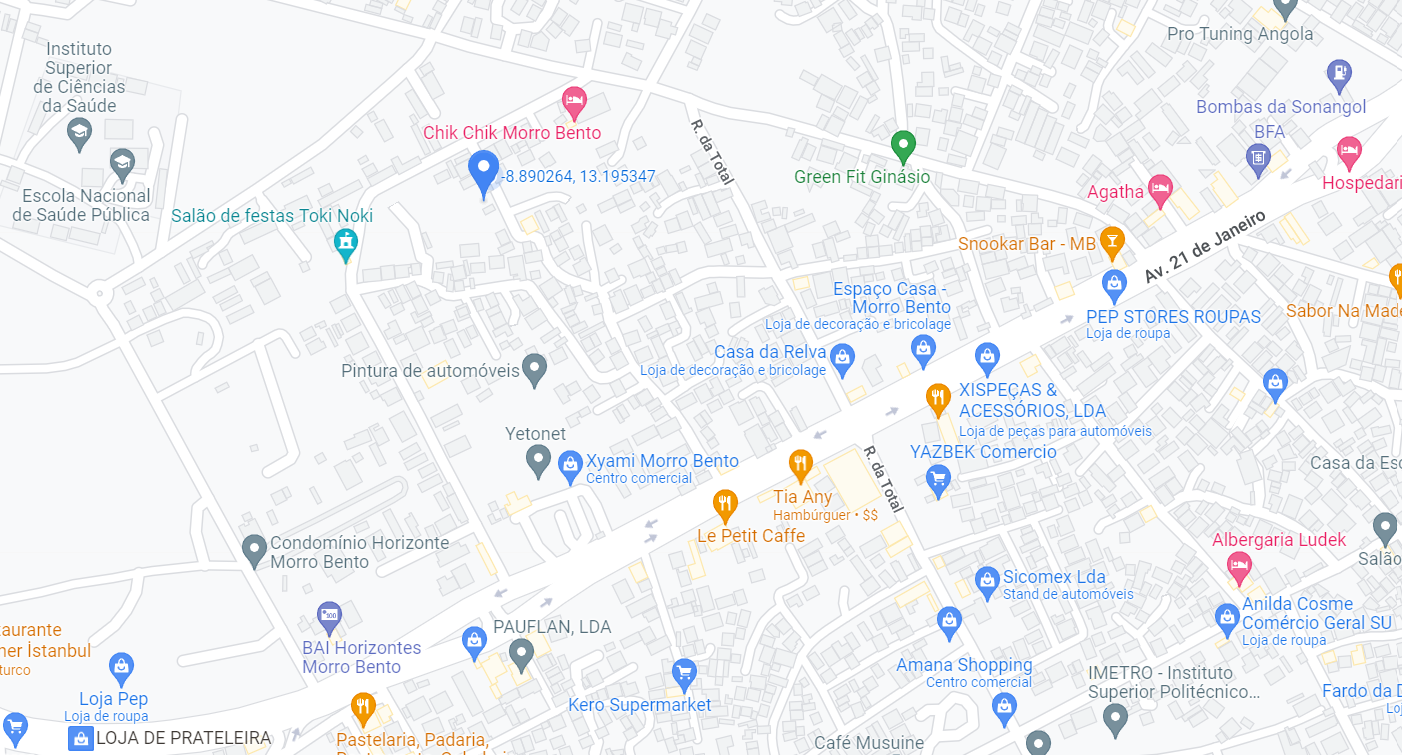 Instituto
Superior
de Ciências
da Saúde
Escola Nacional
de Saúde Pública
Salão de festas Toki Noki
Chik Chik Morro Bento
-8.890264, 13.195347
R. da Total
Green Fit Ginásio
Pro Tuning Angola
Bombas da Sonangol
BFA
Agatha
Hospedari
Snookar Bar - MB
Av. 21 de Janeiro
PEP STORES ROUPAS
Loja de roupa
Sabor Na Made
Espaço Casa -
Morro Bento
Loja de decoração e bricolage
Casa da Relva
Loja de decoração e bricolage
Pintura de automóveis
XISPEÇAS &
ACESSÓRIOS, LDA
Loja de peças para automóveis
YAZBEK Comercio
Yetonet
Xyami Morro Bento
Centro comercial
R. da Total
Tia Any
Hambúrguer • $$
Le Petit Caffe
Casa da Esc
Condomínio Horizonte
Morro Bento
Albergaria Ludek
Salão
Sicomex Lda
Stand de automóveis
Anilda Cosme
Comércio Geral SU
Loja de roupa
taurante
ner İstanbul
turco
BAI Horizontes
Morro Bento
PAUFLAN, LDA
Amana Shopping
Centro comercial
IMETRO - Instituto
Superior Politécnico...
Fardo da D
Loj
Loja Pep
Loja de roupa
Kero Supermarket
LOJA DE PRATELEIRA
Pastelaria, Padaria,
Café Musuine